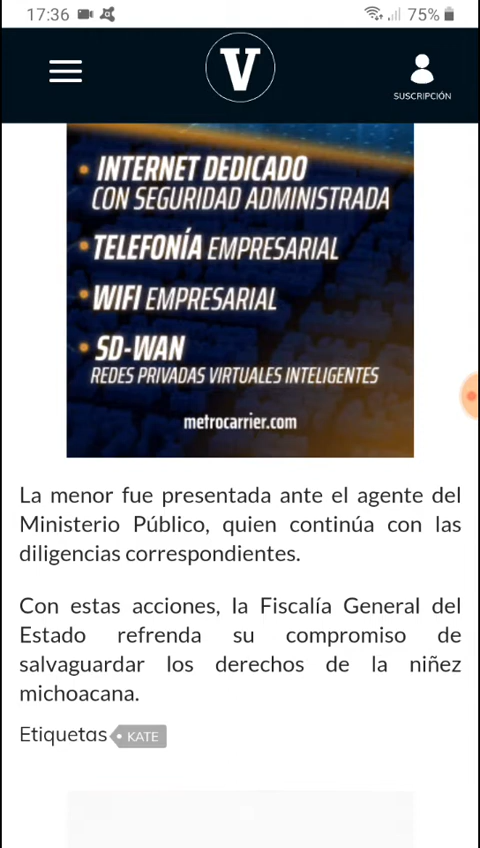 17:36 75%
V
SUSCRIPCIÓN
• INTERNET DEDICADO
CON SEGURIDAD ADMINISTRADA
• TELEFONÍA EMPRESARIAL
• WIFI EMPRESARIAL
• SD-WAN
REDES PRIVADAS VIRTUALES INTELIGENTES
metrocarrier.com
La menor fue presentada ante el agente del
Ministerio Público, quien continúa con las
diligencias correspondientes.
Con estas acciones, la Fiscalía General del
Estado refrenda su compromiso de
salvaguardar los derechos de la niñez
michoacana.
Etiquetas • KATE